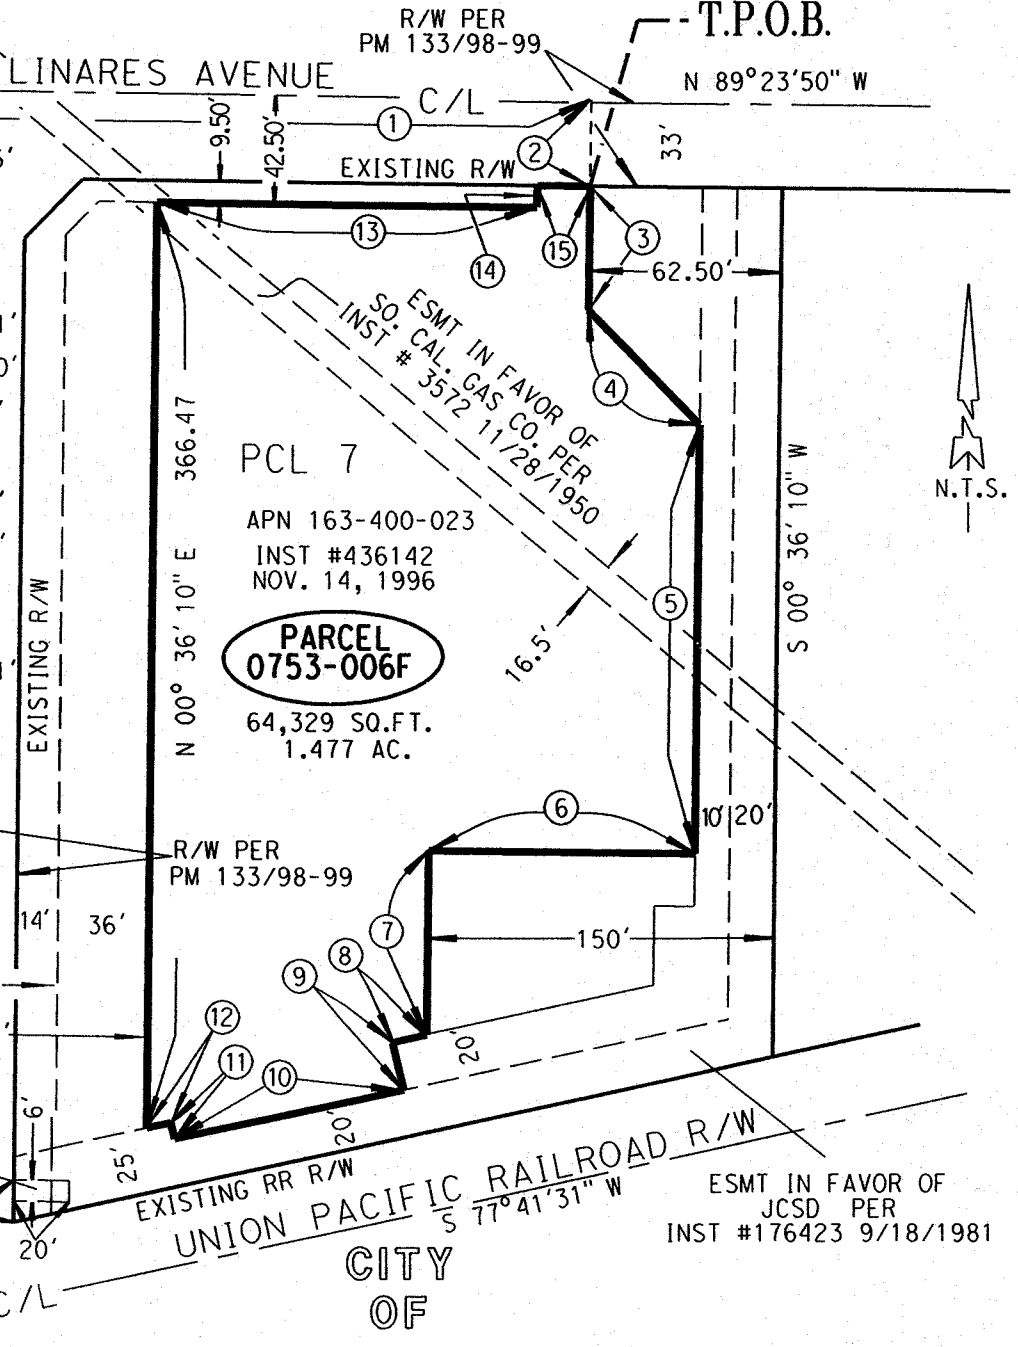 R/W PER
PM 133/98-99
T.P.O.B.
LINARES AVENUE
C/L
N 89°23'50" W
9.50'
42.50'
1
2
33'
EXISTING R/W
13
14
15
3
62.50'
ESMT IN FAVOR OF
SO. CAL. GAS CO. PER
INST # 3572 11/28/1950
4
366.47
N 00° 36' 10" E
PCL 7
APN 163-400-023
INST #436142
NOV. 14, 1996
PARCEL
0753-006F
64,329 SQ.FT.
1.477 AC.
S 00° 36' 10" W
N.T.S.
EXISTING R/W
5
16.5'
6
10' 20'
R/W PER
PM 133/98-99
14'
36'
7
150'
8
9
12
11
10
20'
20'
6'
25'
20'
EXISTING RR R/W
UNION PACIFIC RAILROAD R/W
S 77°41'31" W
C/L
ESMT IN FAVOR OF
JCSD PER
INST #176423 9/18/1981
CITY
OF